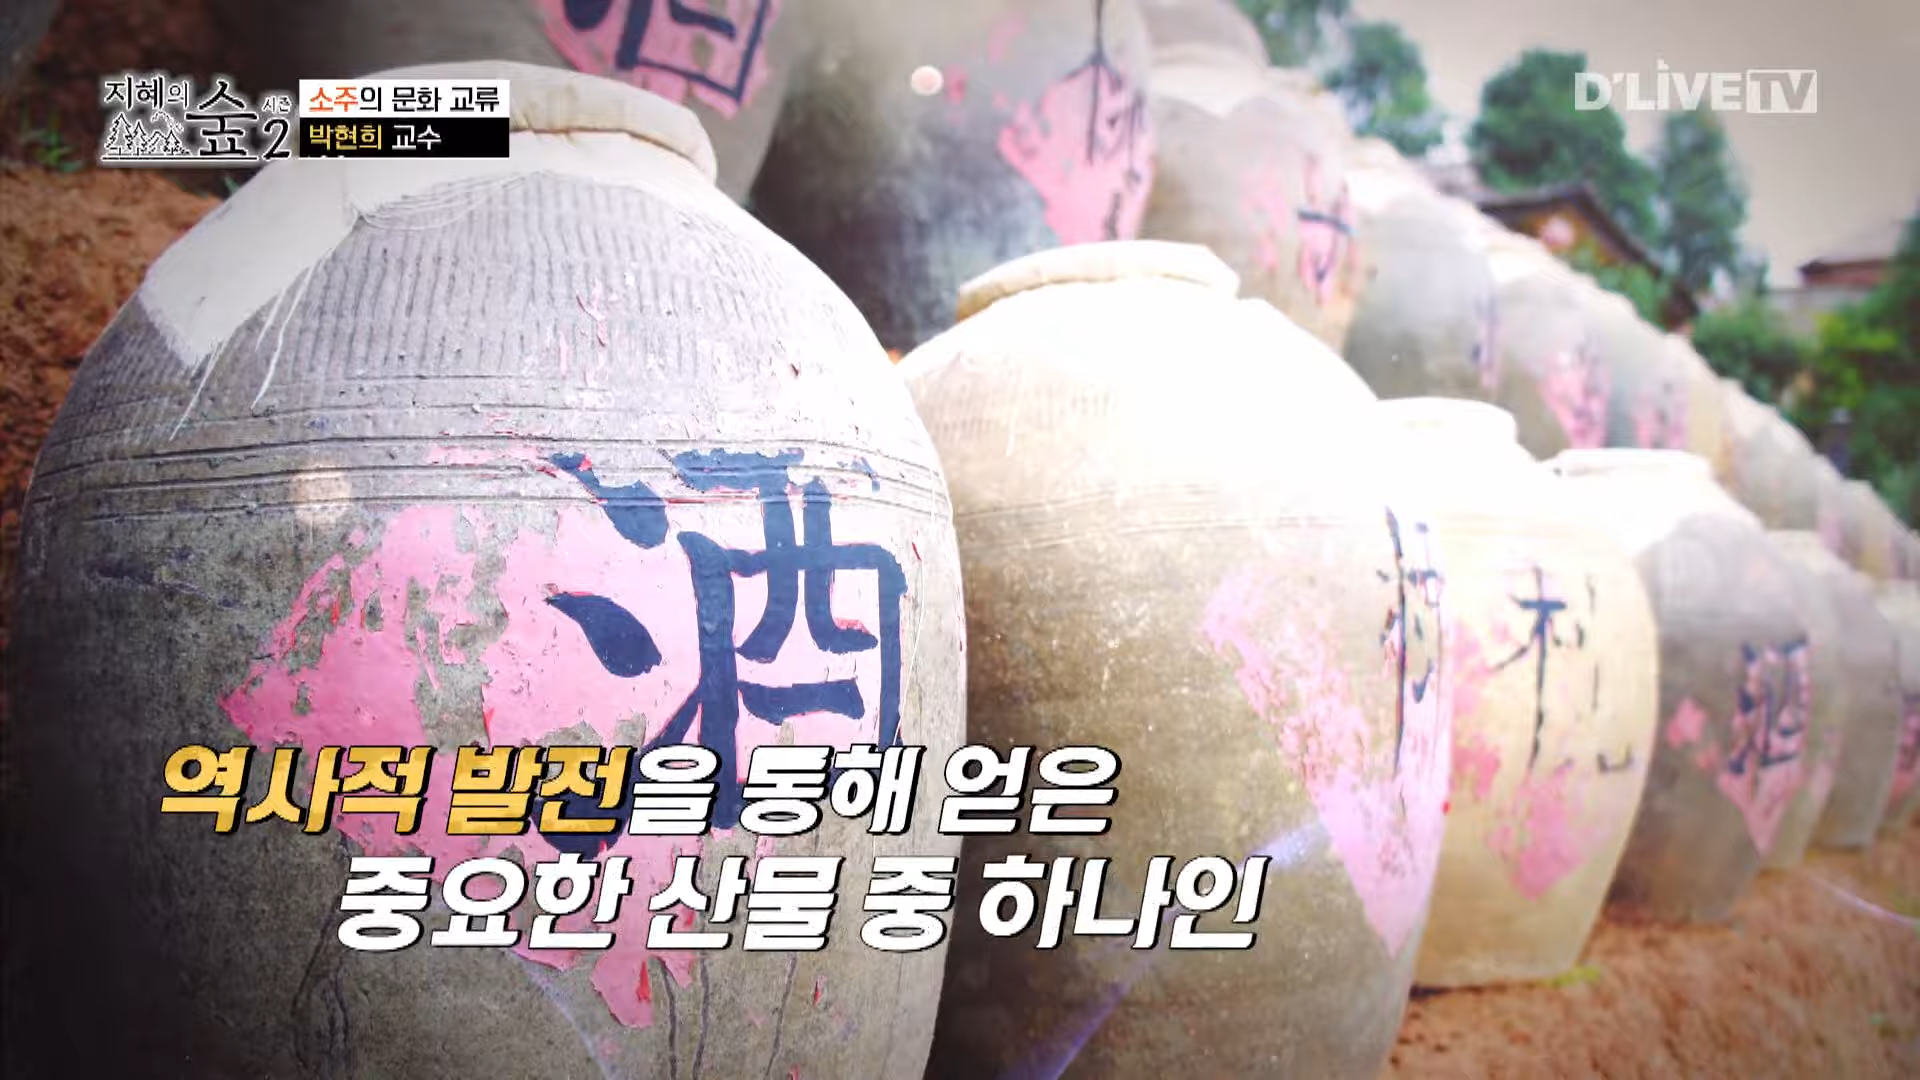 지혜의 숲 시즌2
소주의 문화 교류
박현희 교수
D'LIVE TV
酒
역사적 발전을 통해 얻은
중요한 산물 중 하나인